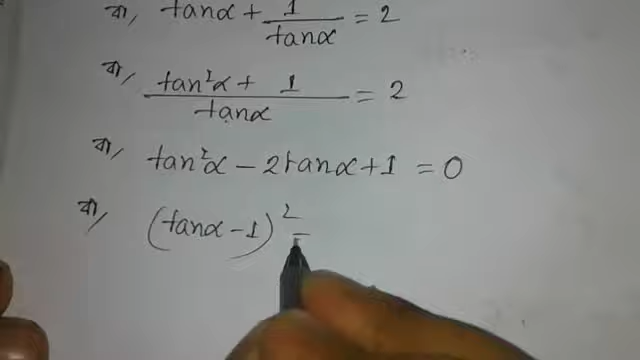 বা, tanα + 1/tanα = 2
বা, tan²α + 1/tanα = 2
বা, tan²α − 2tanα + 1 = 0
বা, (tanα − 1)² =